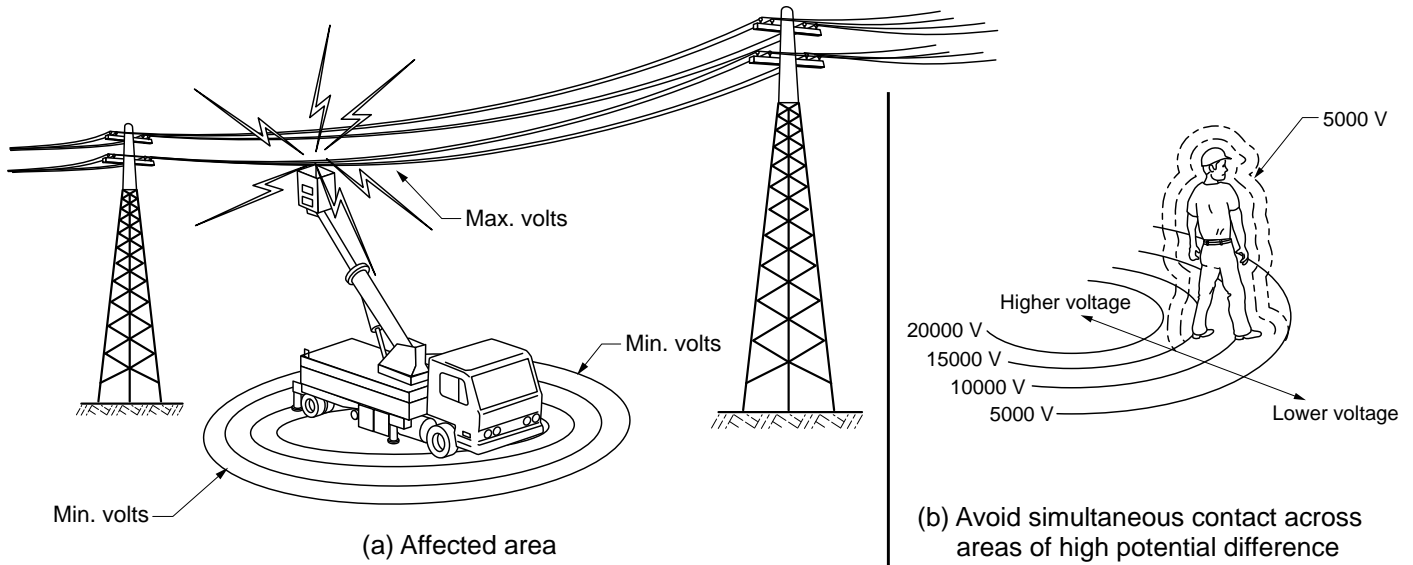 Max. volts
Min. volts
Min. volts
(a) Affected area
5000 V
Higher voltage
20000 V
15000 V
10000 V
5000 V
Lower voltage
(b) Avoid simultaneous contact across
areas of high potential difference